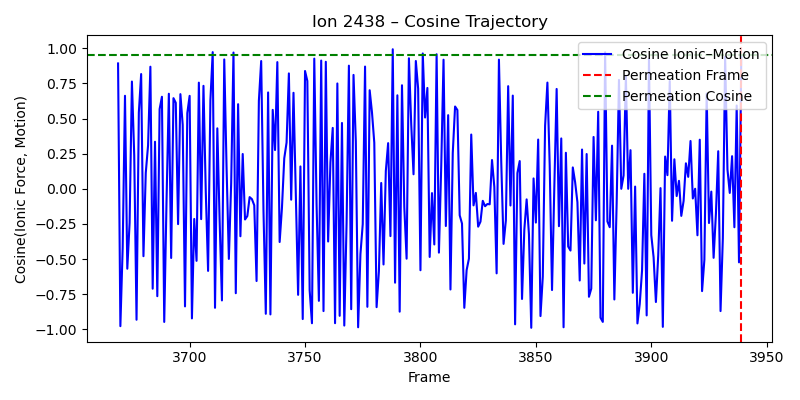 Ion 2438 – Cosine Trajectory
Cosine(Ionic Force, Motion)
1.00
0.75
0.50
0.25
0.00
−0.25
−0.50
−0.75
−1.00
Cosine Ionic–Motion
Permeation Frame
Permeation Cosine
3700
3750
3800
3850
3900
3950
Frame